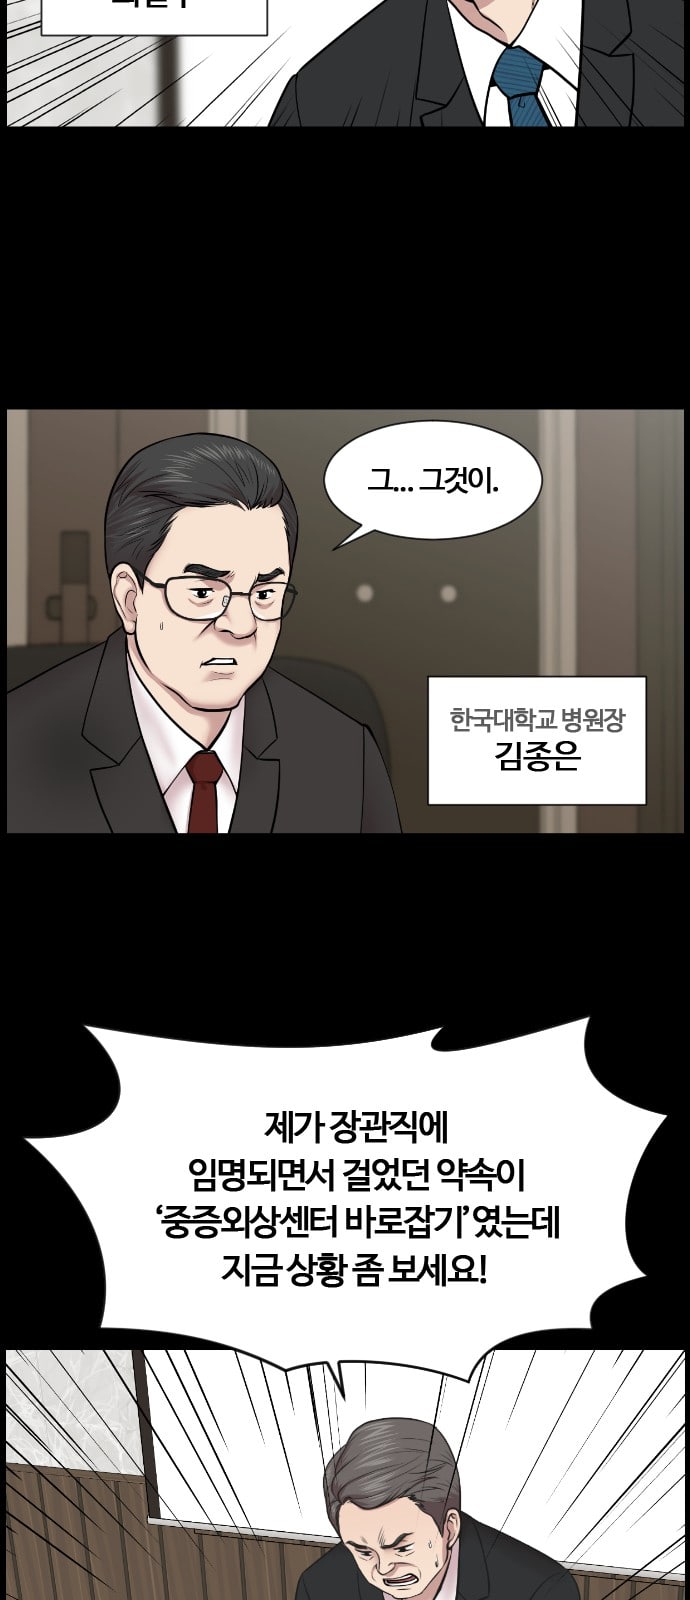 그... 그것이.
한국대학교 병원장
김종은
제가 장관직에
임명되면서 걸었던 약속이
‘중증외상센터 바로잡기’였는데
지금 상황 좀 보세요!